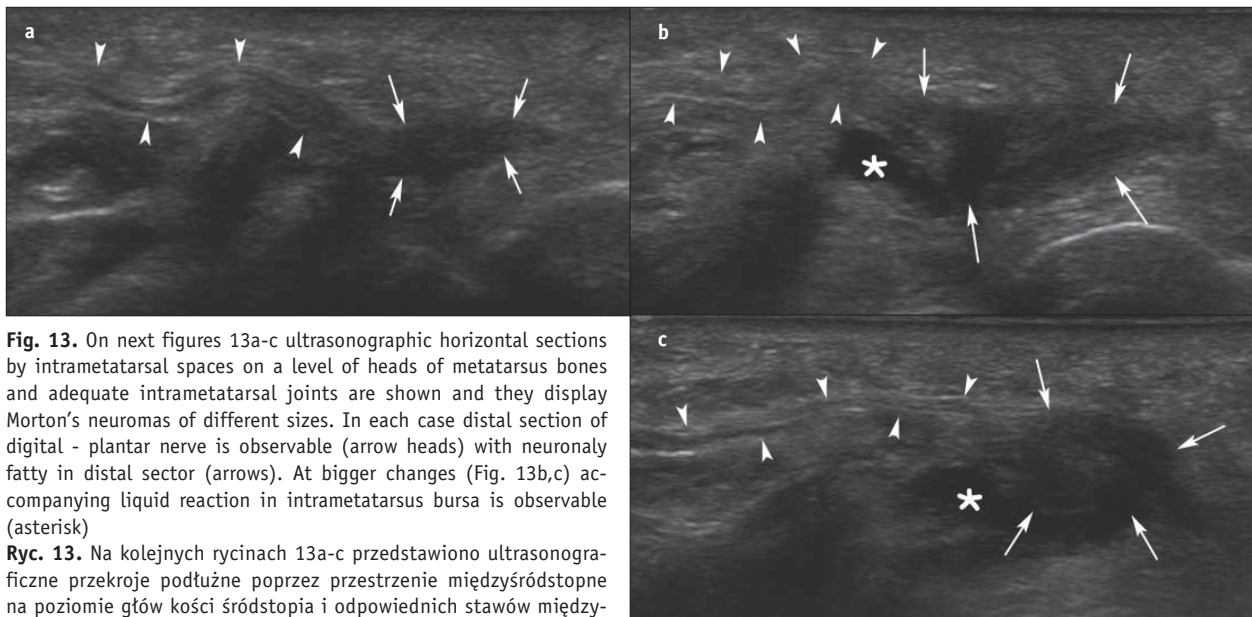 a
b
c
Fig. 13. On next figures 13a-c ultrasonographic horizontal sections
by intrametatarsal spaces on a level of heads of metatarsus bones
and adequate intrametatarsal joints are shown and they display
Morton's neuromas of different sizes. In each case distal section of
digital - plantar nerve is observable (arrow heads) with neuronaly
fatty in distal sector (arrows). At bigger changes (Fig. 13b,c) ac-
companying liquid reaction in intrametatarsus bursa is observable
(asterisk)
Ryc. 13. Na kolejnych rycinach 13a-c przedstawiono ultrasonogra-
ficzne przekroje podłużne poprzez przestrzenie międzyśródstopne
na poziomie głów kości śródstopia i odpowiednich stawów między-